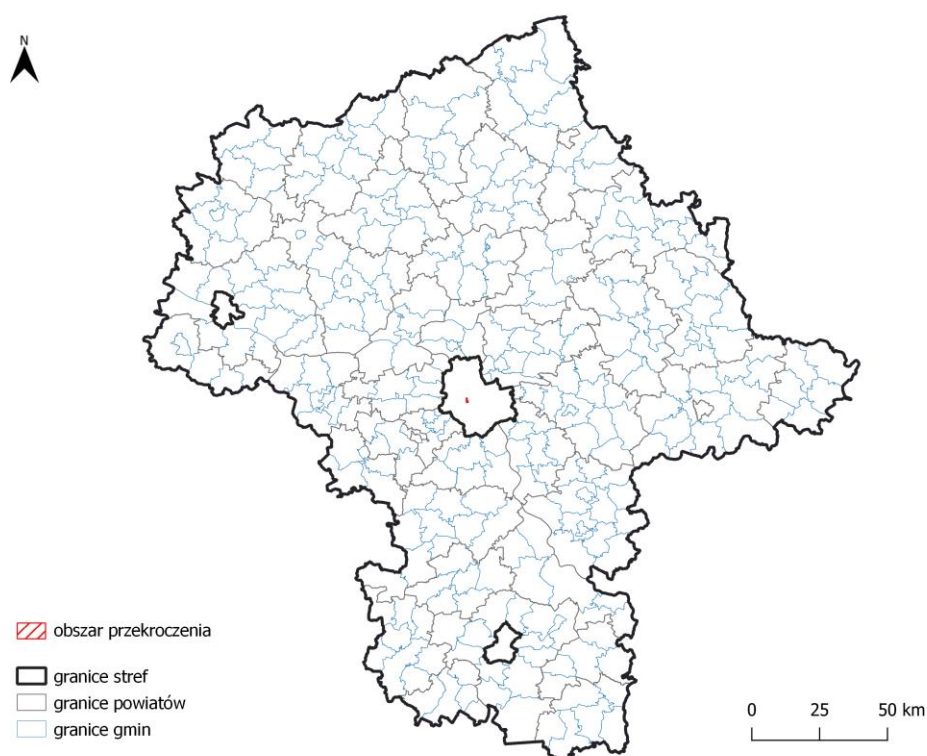 N
obszar przekroczenia
granice stref
granice powiatów
granice gmin
0 25 50 km